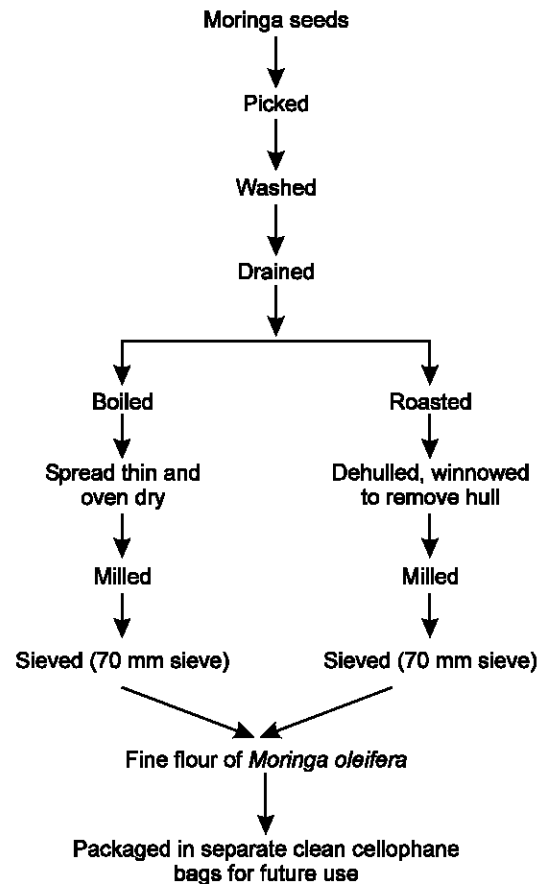 Moringa seeds
Picked
Washed
Drained
Boiled
Roasted
Spread thin and
oven dry
Dehulled, winnowed
to remove hull
Milled
Milled
Sieved (70 mm sieve)
Sieved (70 mm sieve)
Fine flour of Moringa oleifera
Packaged in separate clean cellophane
bags for future use